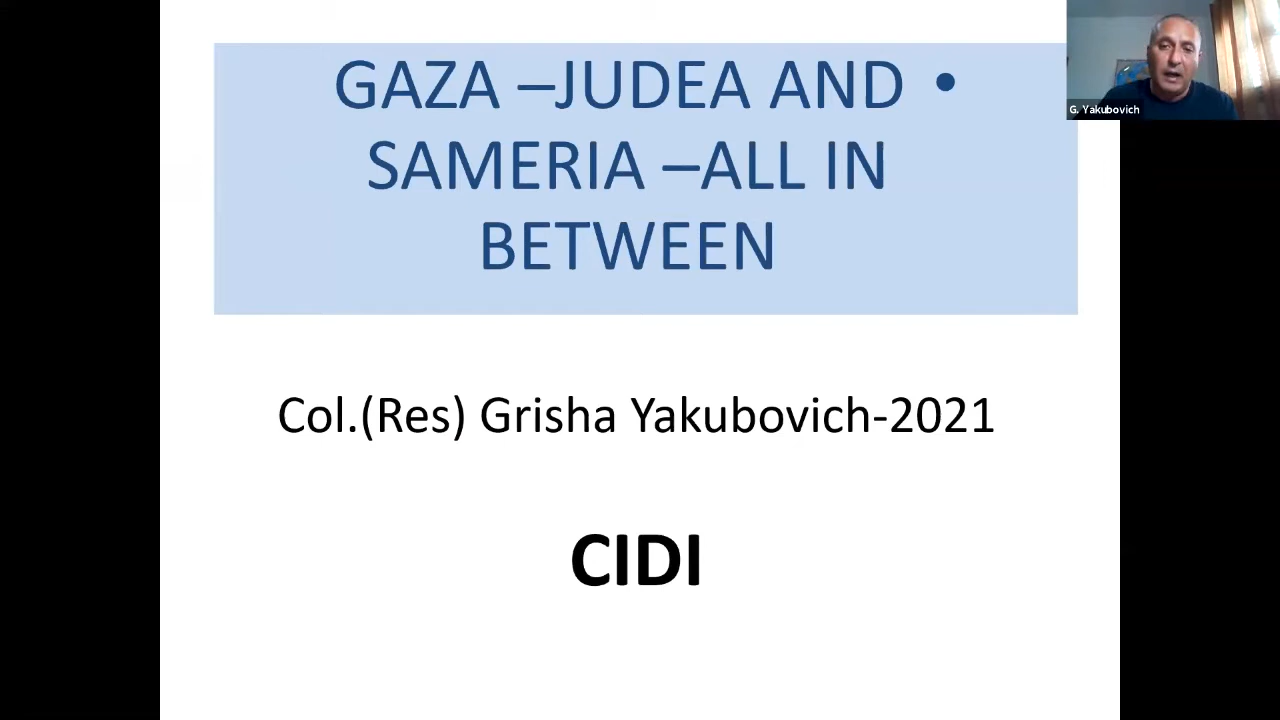 GAZA –JUDEA AND •
SAMERIA –ALL IN
BETWEEN
Col.(Res) Grisha Yakubovich-2021
CIDI
G. Yakubovich